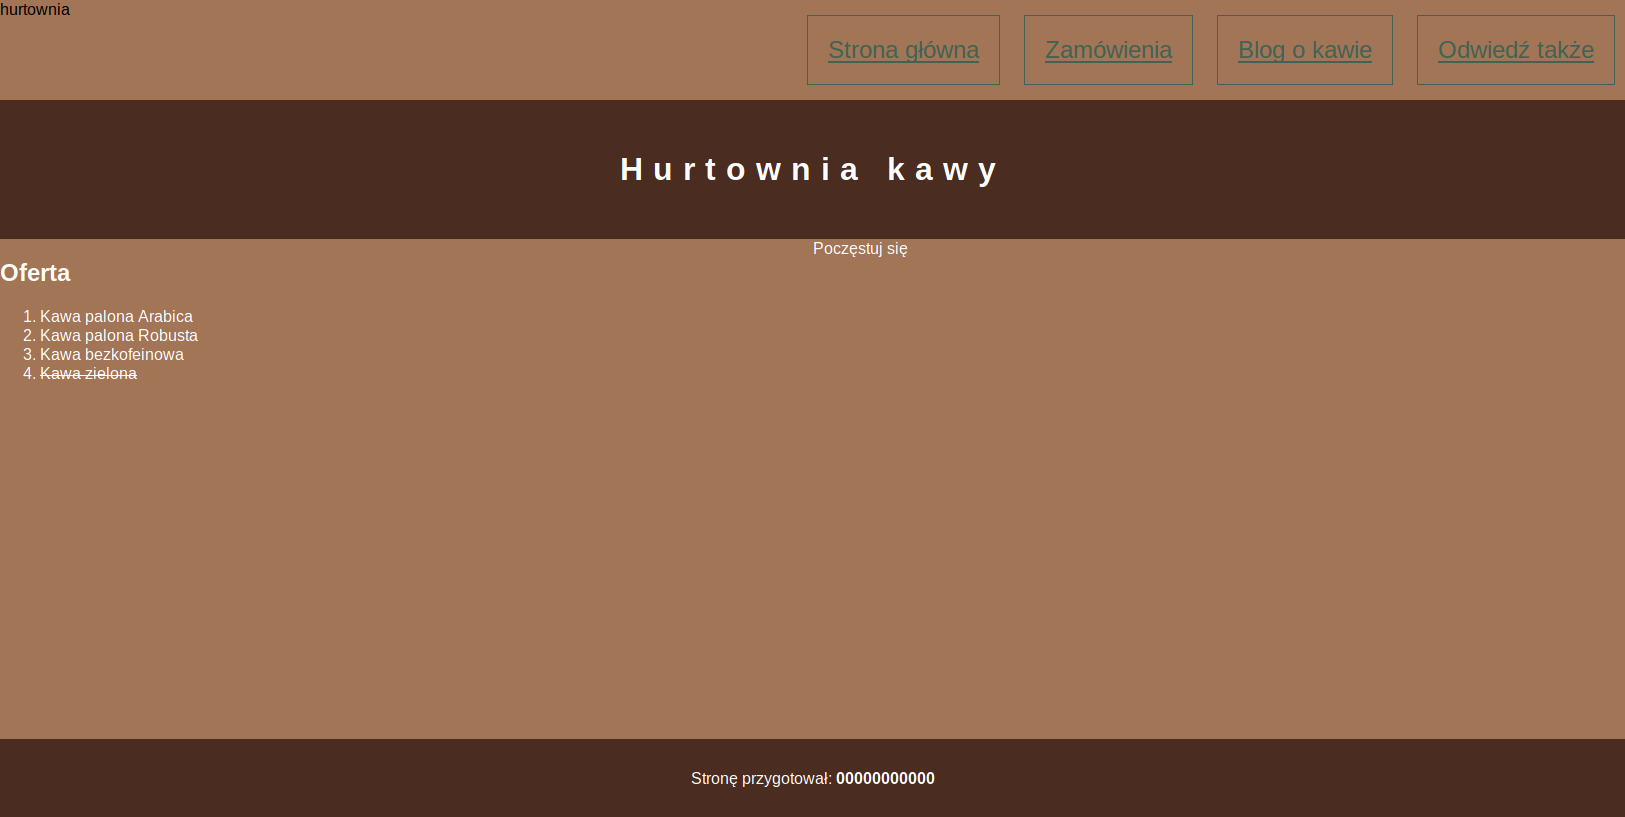 hurtownia
Strona główna Zamówienia Blog o kawie Odwiedź także
Hurtownia kawy
Poczęstuj się
Oferta
1. Kawa palona Arabica
2. Kawa palona Robusta
3. Kawa bezkofeinowa
4. Kawa zielona
Stronę przygotował: 00000000000